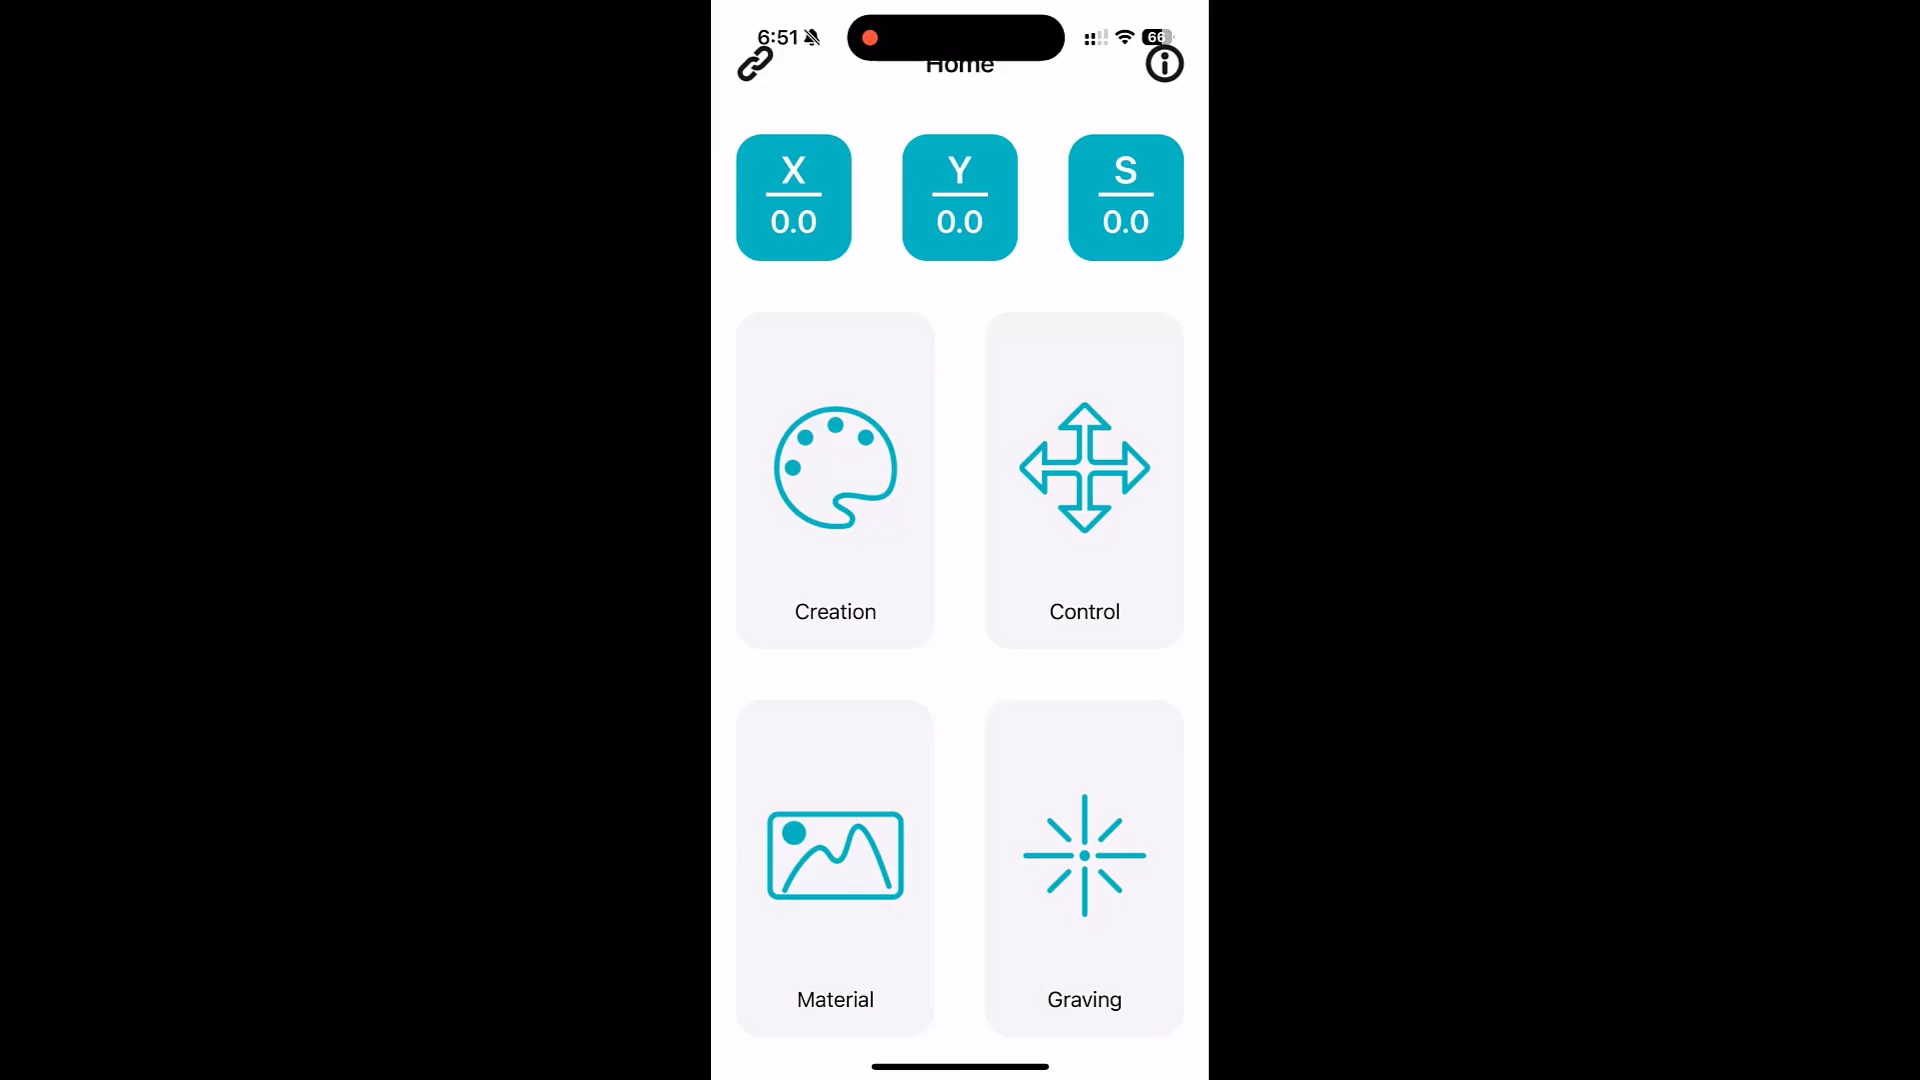 6:51
66
Home
X
0.0
Y
0.0
S
0.0
Creation
Control
Material
Graving